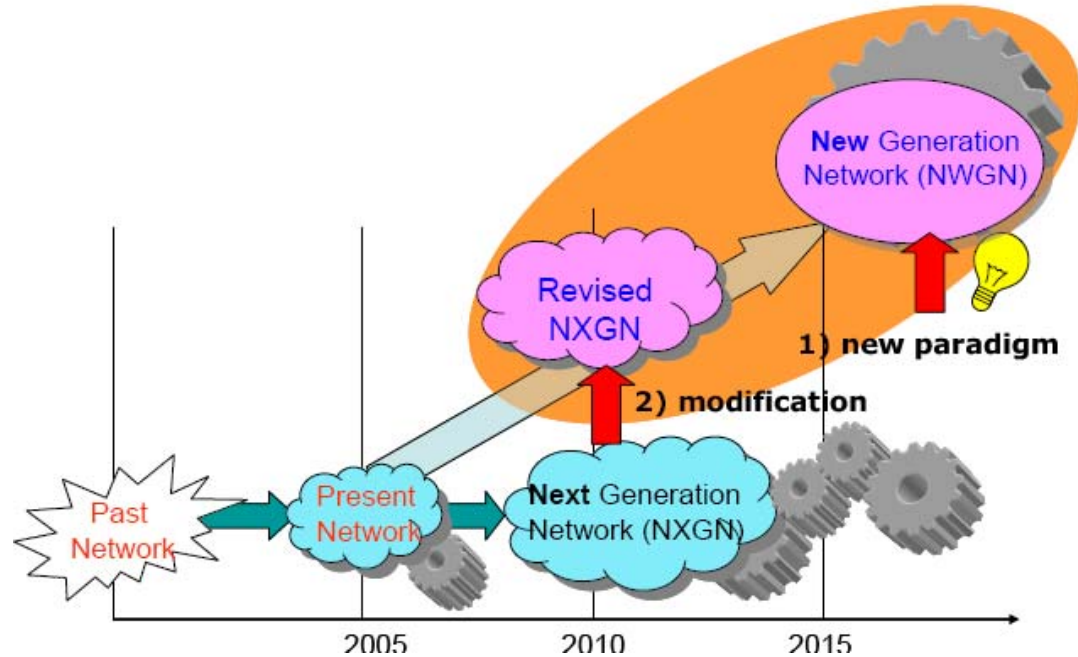 New Generation
Network (NWGN)
Revised
NXGN
1) new paradigm
2) modification
Past
Network
Present
Network
Next Generation
Network (NXGN)
2005
2010
2015